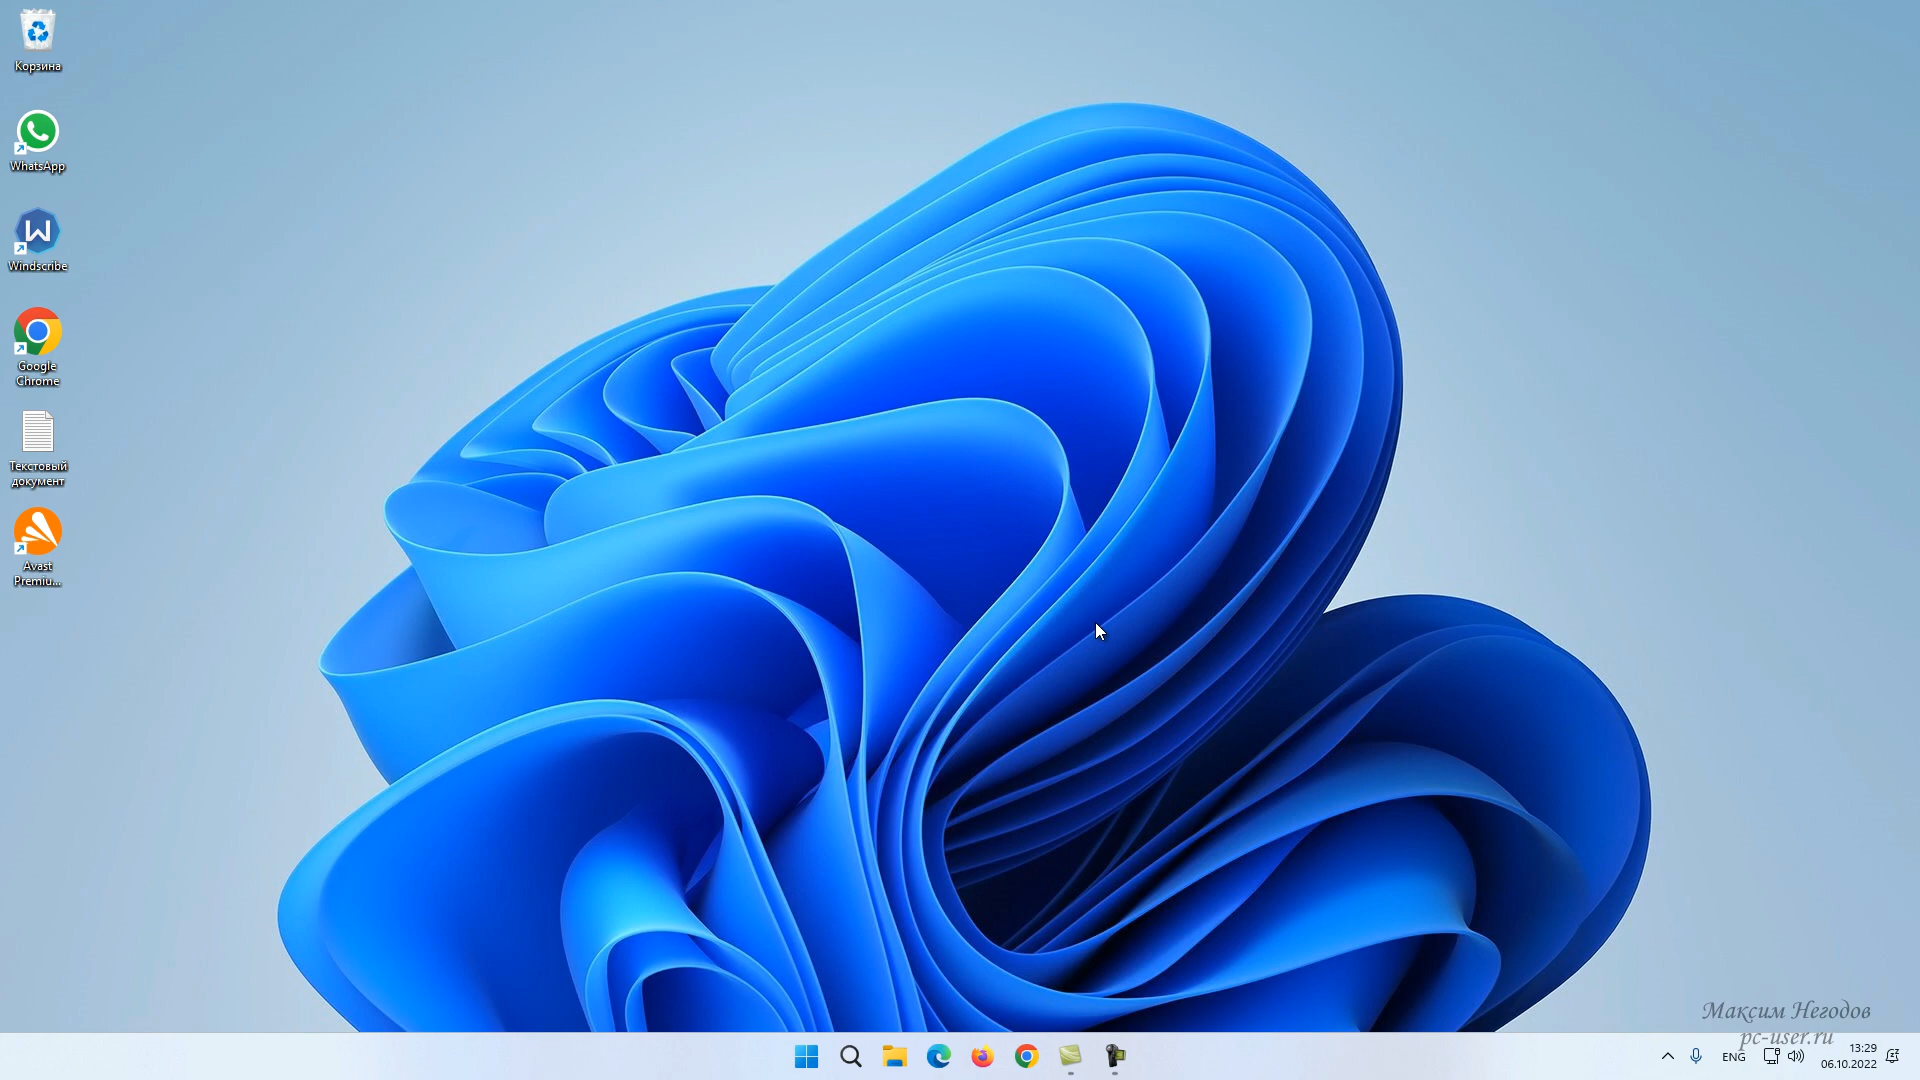 Корзина
WhatsApp
Windscribe
Google
Chrome
Текстовый
документ
Avast
Premiu...
Максим Негодов
pc-user.ru
ENG
13:29
06.10.2022